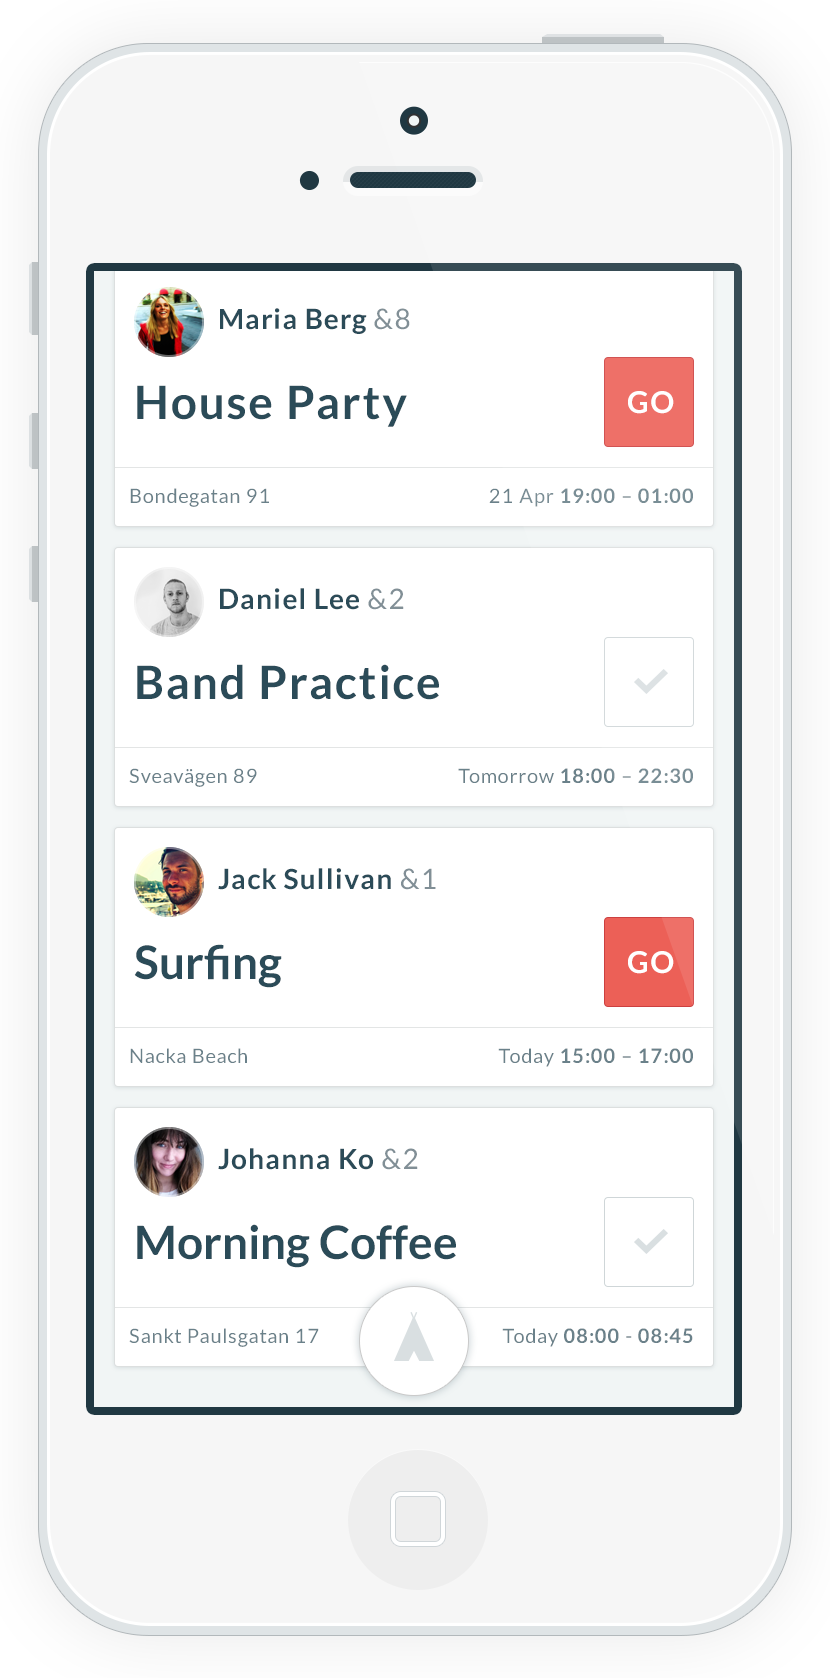 Maria Berg &8
House Party
GO
Bondegatan 91
21 Apr 19:00 – 01:00
Daniel Lee &2
Band Practice
Sveavägen 89
Tomorrow 18:00 – 22:30
Jack Sullivan &1
Surfing
GO
Nacka Beach
Today 15:00 – 17:00
Johanna Ko &2
Morning Coffee
Sankt Paulsgatan 17
Today 08:00 - 08:45